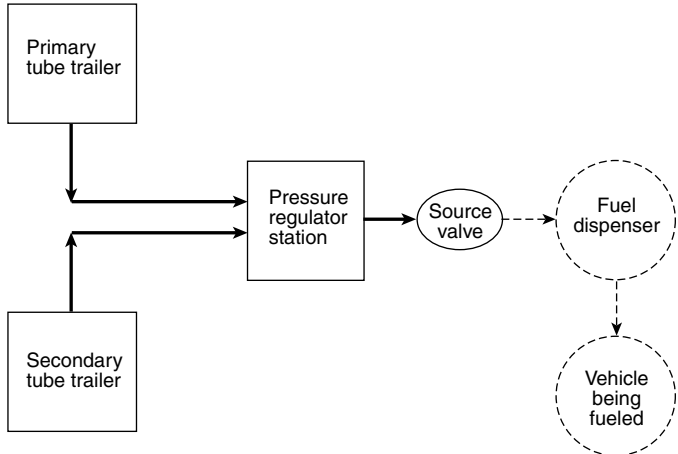 Primary
tube trailer
Pressure
regulator
station
Source
valve
Fuel
dispenser
Secondary
tube trailer
Vehicle
being
fueled